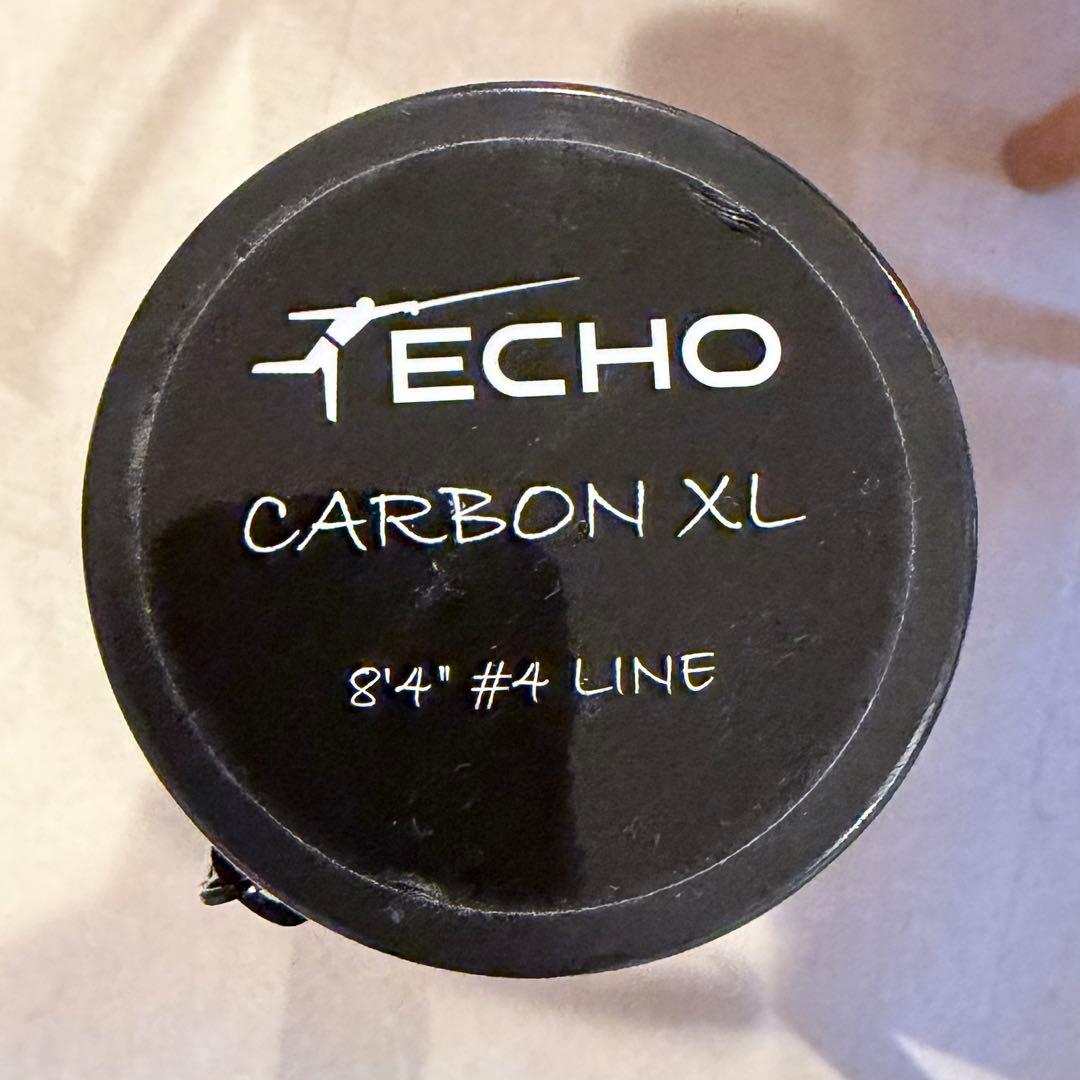 ECHO
CARBON XL
8'4" #4 LINE